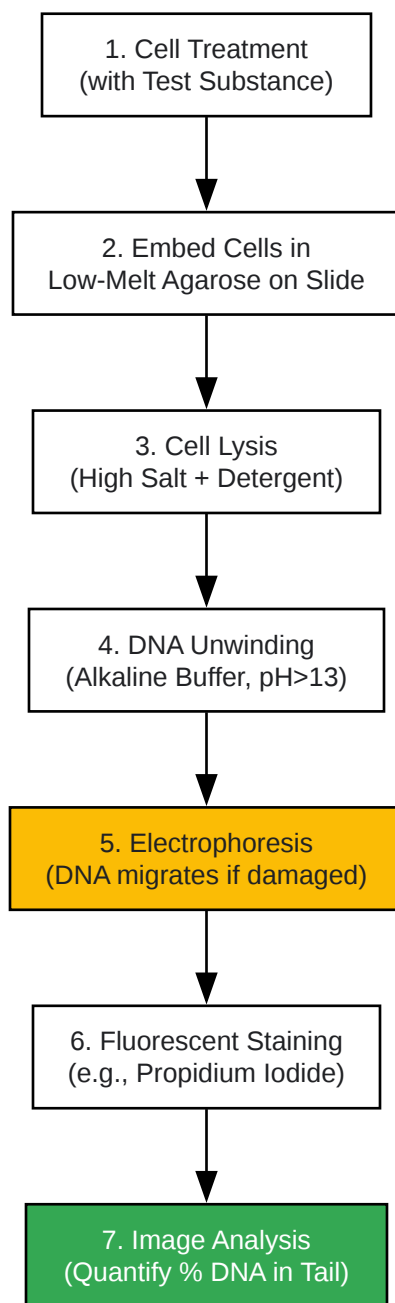 1. Cell Treatment
(with Test Substance)
2. Embed Cells in
Low-Melt Agarose on Slide
3. Cell Lysis
(High Salt + Detergent)
4. DNA Unwinding
(Alkaline Buffer, pH>13)
5. Electrophoresis
(DNA migrates if damaged)
6. Fluorescent Staining
(e.g., Propidium Iodide)
7. Image Analysis
(Quantify % DNA in Tail)